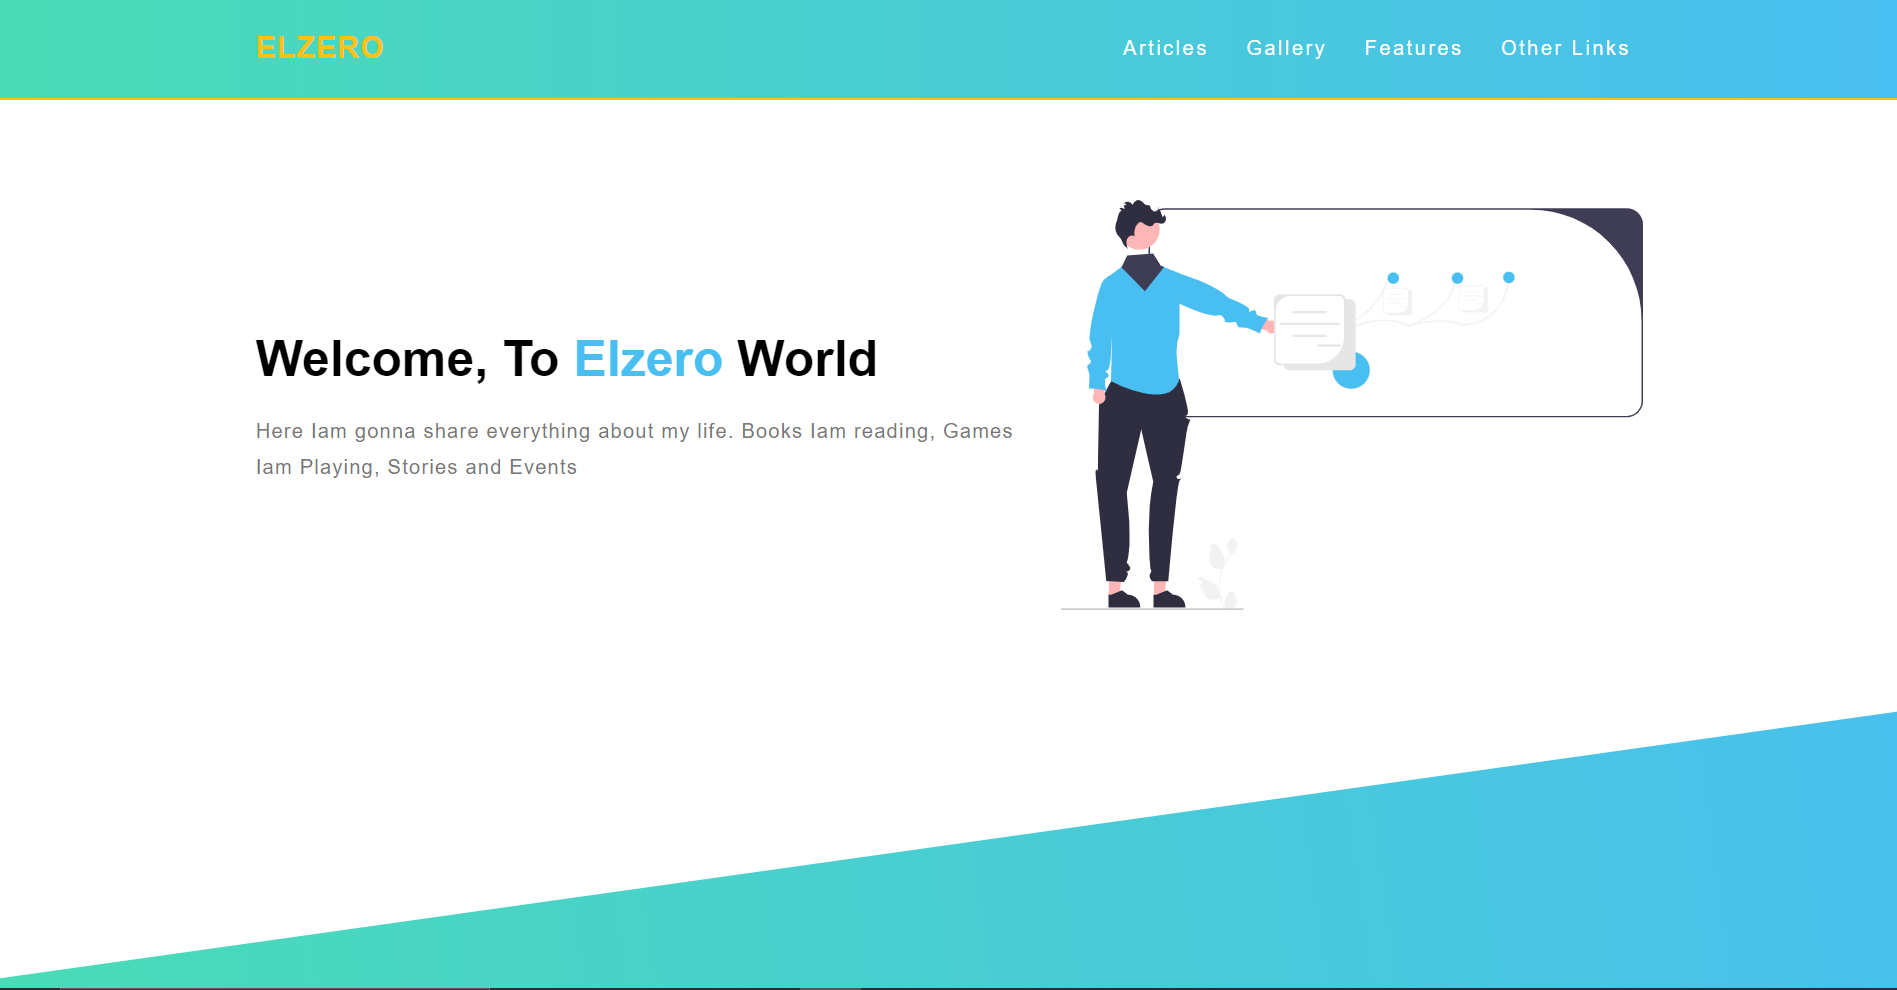 ELZERO
Articles Gallery Features Other Links
Welcome, To Elzero World
Here Iam gonna share everything about my life. Books Iam reading, Games
Iam Playing, Stories and Events